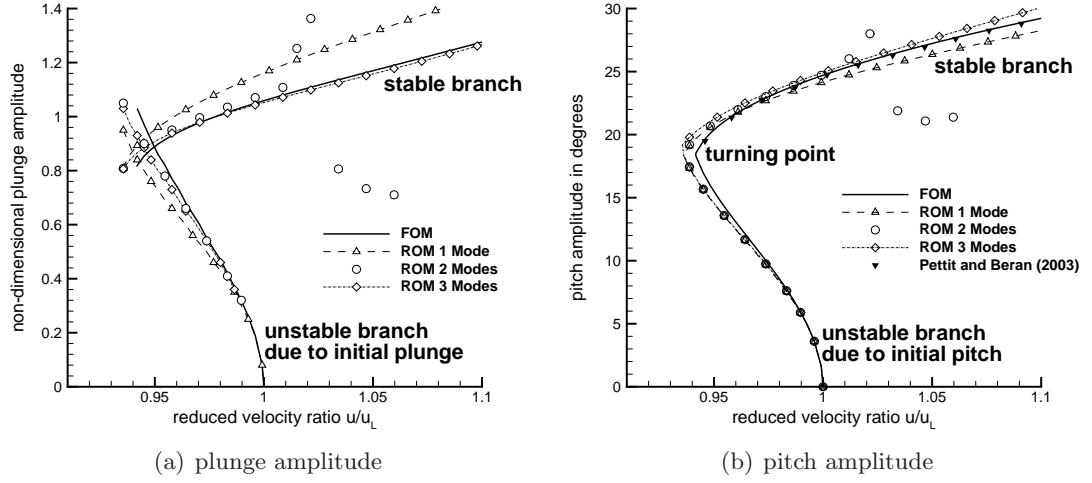 1.4
1.2
1
0.8
0.6
0.4
0.2
0
non-dimensional plunge amplitude
stable branch
FOM
ROM 1 Mode
ROM 2 Modes
ROM 3 Modes
unstable branch
due to initial plunge
0.95 1 1.05 1.1
reduced velocity ratio u/u_L
(a) plunge amplitude
30
25
20
15
10
5
0
pitch amplitude in degrees
stable branch
turning point
FOM
ROM 1 Mode
ROM 2 Modes
ROM 3 Modes
Pettit and Beran (2003)
unstable branch
due to initial pitch
0.95 1 1.05 1.1
reduced velocity ratio u/u_L
(b) pitch amplitude